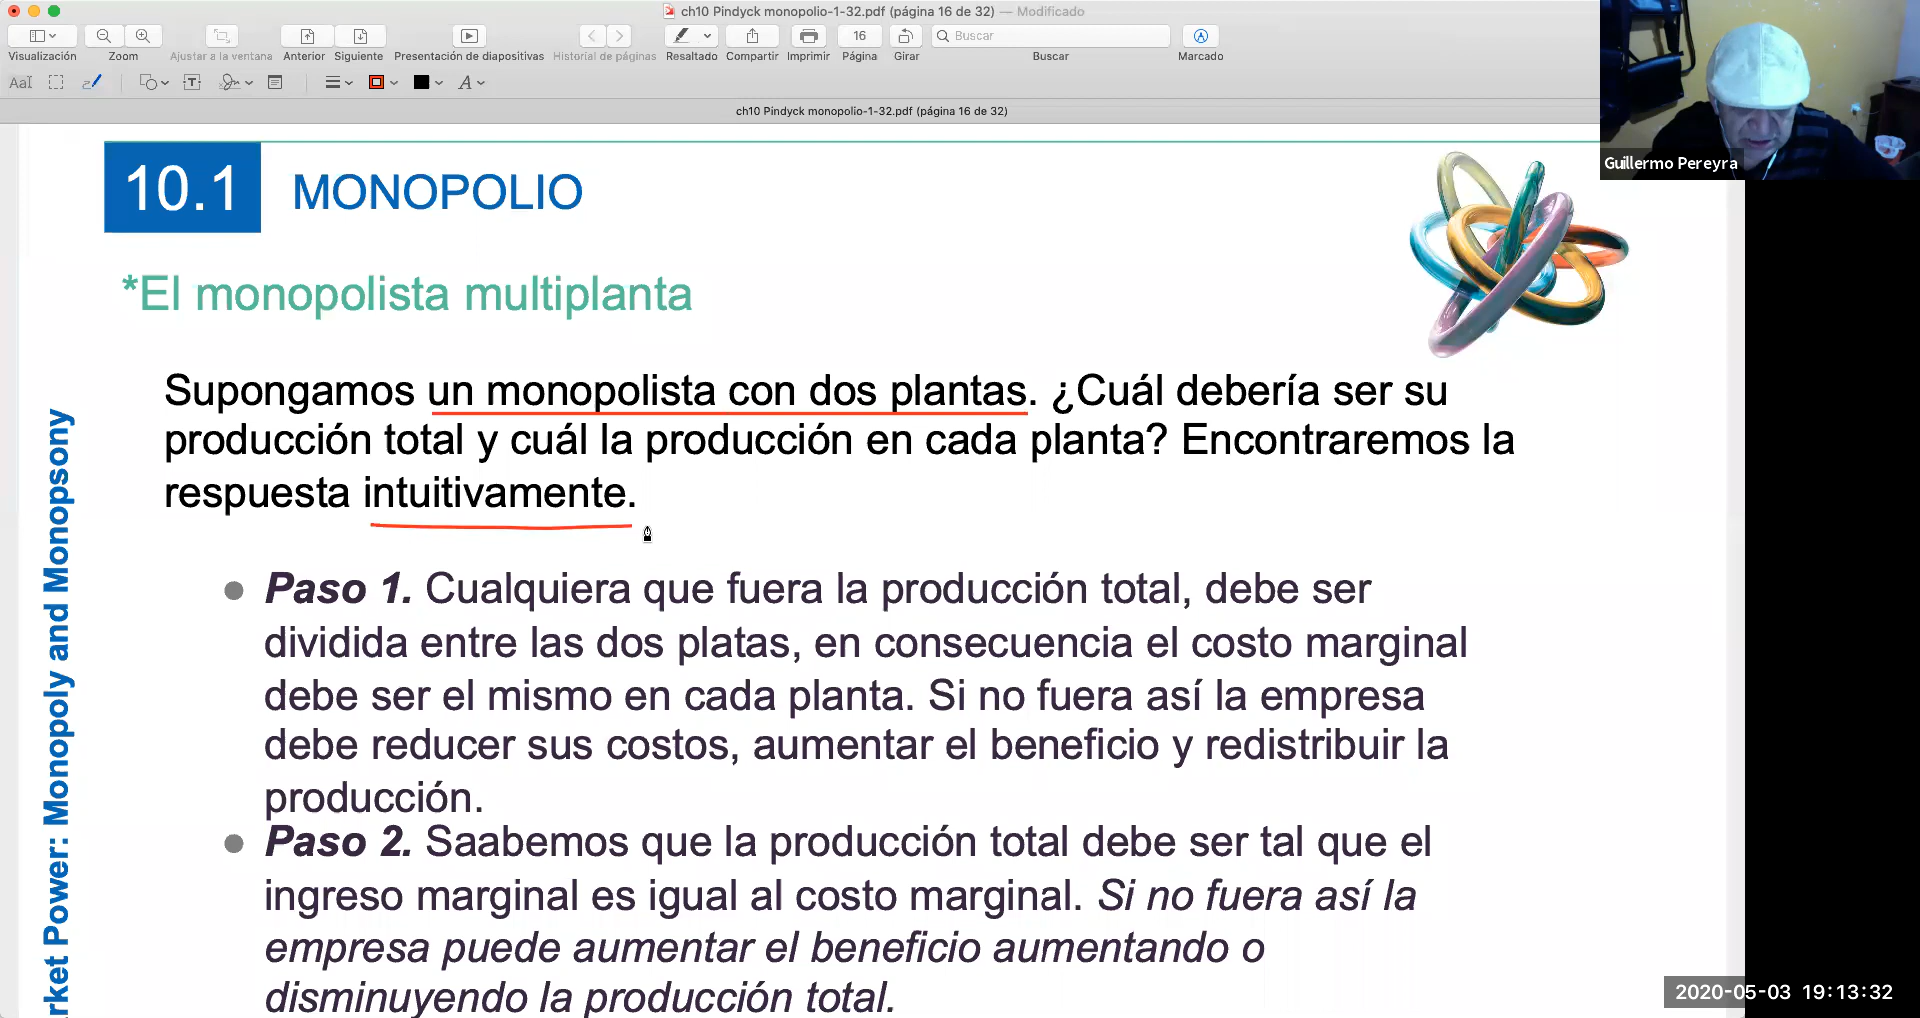 ch10 Pindyck monopolio-1-32.pdf (página 16 de 32) — Modificado
16
Buscar
Visualización
Zoom
Ajustar a la ventana
Anterior
Siguiente
Presentación de diapositivas
Historial de páginas
Resaltado
Compartir
Imprimir
Página
Girar
Buscar
Marcado
AaI
T
A
ch10 Pindyck monopolio-1-32.pdf (página 16 de 32)
Guillermo Pereyra
10.1 MONOPOLIO
*El monopolista multiplanta
Supongamos un monopolista con dos plantas. ¿Cuál debería ser su
producción total y cuál la producción en cada planta? Encontraremos la
respuesta intuitivamente.
● Paso 1. Cualquiera que fuera la producción total, debe ser
dividida entre las dos platas, en consecuencia el costo marginal
debe ser el mismo en cada planta. Si no fuera así la empresa
debe reducer sus costos, aumentar el beneficio y redistribuir la
producción.
● Paso 2. Saabemos que la producción total debe ser tal que el
ingreso marginal es igual al costo marginal. Si no fuera así la
empresa puede aumentar el beneficio aumentando o
disminuyendo la producción total.
rket Power: Monopoly and Monopsony
2020-05-03 19:13:32